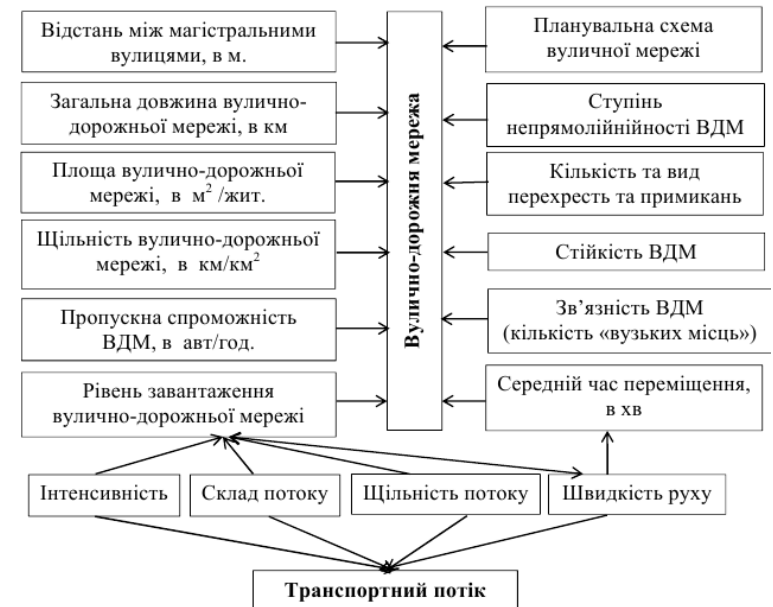 Відстань між магістральними
вулицями, в м.
Загальна довжина вулично-
дорожньої мережі, в км
Площа вулично-дорожньої
мережі, в м² /жит.
Щільність вулично-дорожньої
мережі, в км/км²
Пропускна спроможність
ВДМ, в авт/год.
Рівень завантаження
вулично-дорожньої мережі
Вулично-дорожня мережа
Планувальна схема
вуличної мережі
Ступінь
непрямолійнійності ВДМ
Кількість та вид
перехресть та примикань
Стійкість ВДМ
Зв’язність ВДМ
(кількість «вузьких місць»)
Середній час переміщення,
в хв
Інтенсивність
Склад потоку
Щільність потоку
Швидкість руху
Транспортний потік